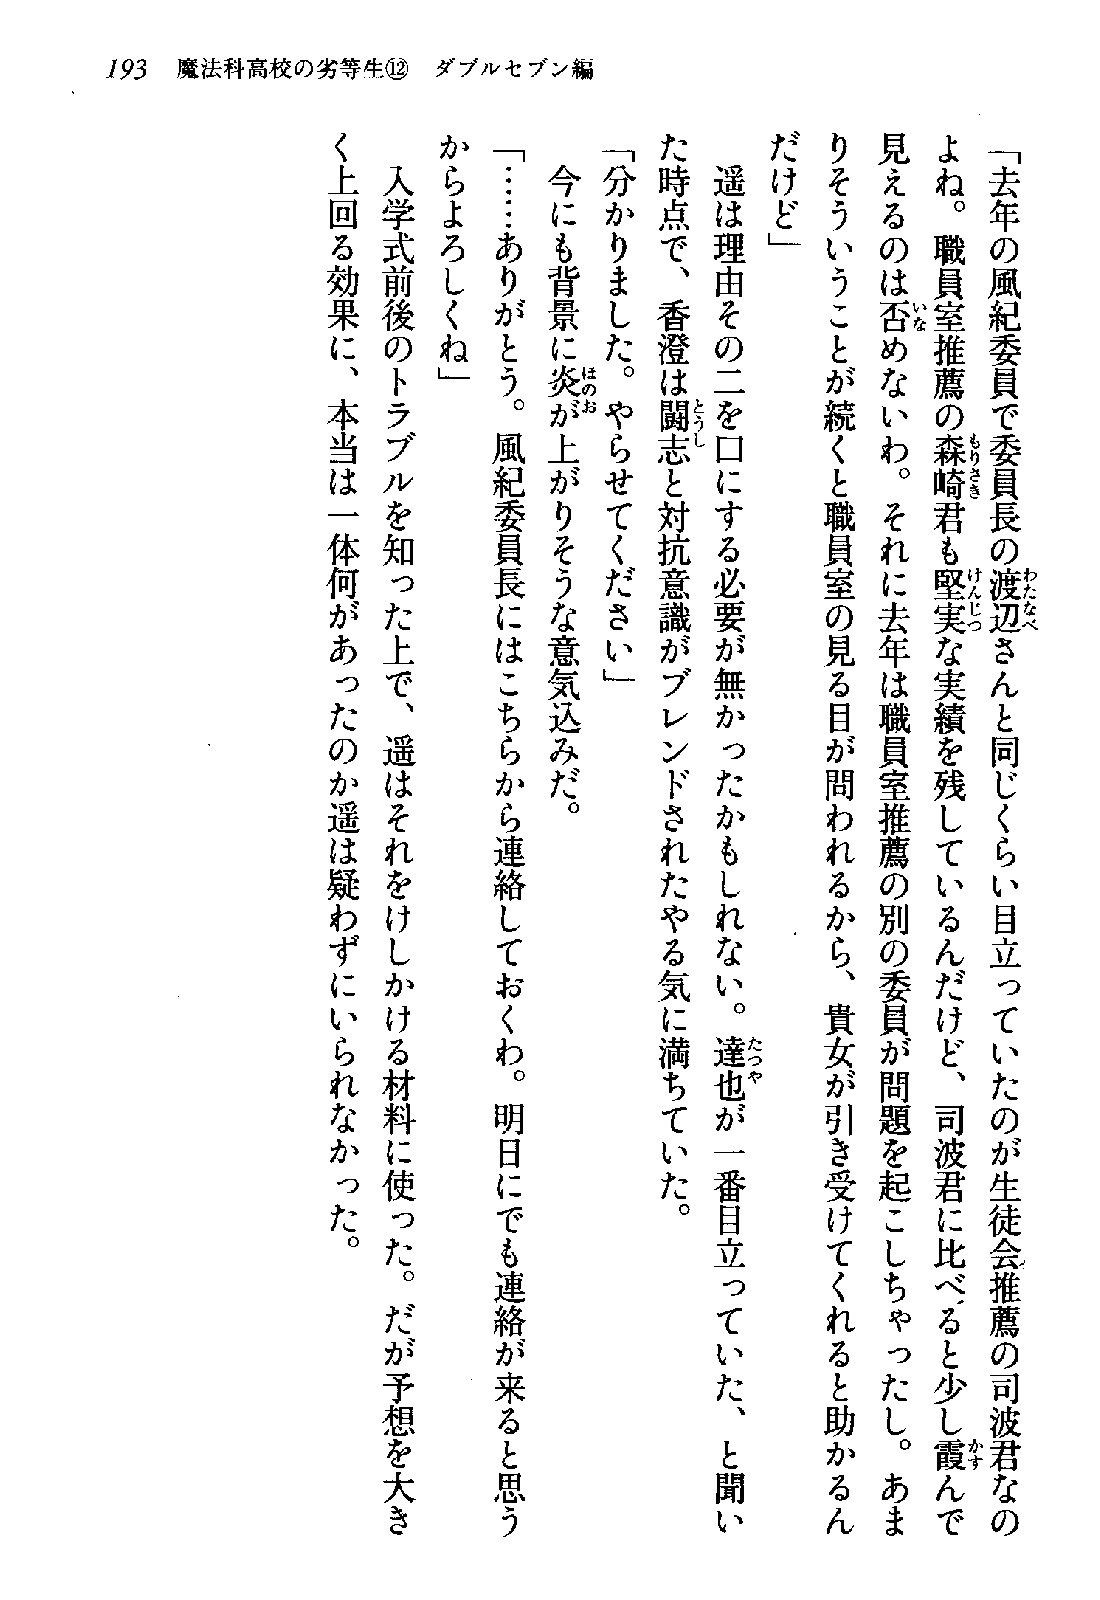 193 魔法科高校の劣等生⑫ ダブルセブン編
「去年の風紀委員で委員長の渡辺さんと同じくらい目立っていたのが生徒会推薦の司波君なの
よね。職員室推薦の森崎君も堅実な実績を残しているんだけど、司波君に比べると少し霞んで
見えるのは否めないわ。それに去年は職員室推薦の別の委員が問題を起こしちゃったし。あま
りそういうことが続くと職員室の見る目が問われるから、貴女が引き受けてくれると助かるん
だけど」
遥は理由その二を口にする必要が無かったかもしれない。達也が一番目立っていた、と聞い
た時点で、香澄は闘志と対抗意識がブレンドされたやる気に満ちていた。
「分かりました。やらせてください」
今にも背景に炎が上がりそうな意気込みだ。
「……ありがとう。風紀委員長にはこちらから連絡しておくわ。明日にでも連絡が来ると思う
からよろしくね」
入学式前後のトラブルを知った上で、遥はそれをけしかける材料に使った。だが予想を大き
く上回る効果に、本当は一体何があったのか遥は疑わずにいられなかった。